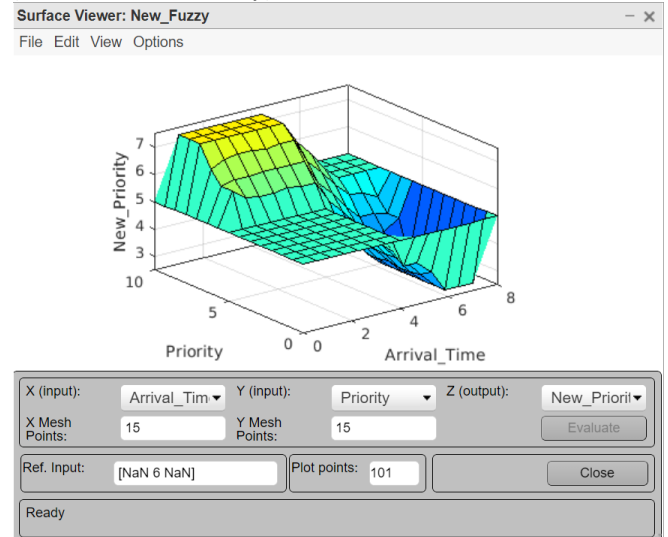 Surface Viewer: New_Fuzzy
File Edit View Options
New_Priority
7
6
5
4
3
10
5
0
Priority
0
2
4
6
8
Arrival_Time
X (input):
Arrival_Tim
Y (input):
Priority
Z (output):
New_Priorit
X Mesh
Points:
15
Y Mesh
Points:
15
Evaluate
Ref. Input:
[NaN 6 NaN]
Plot points:
101
Close
Ready